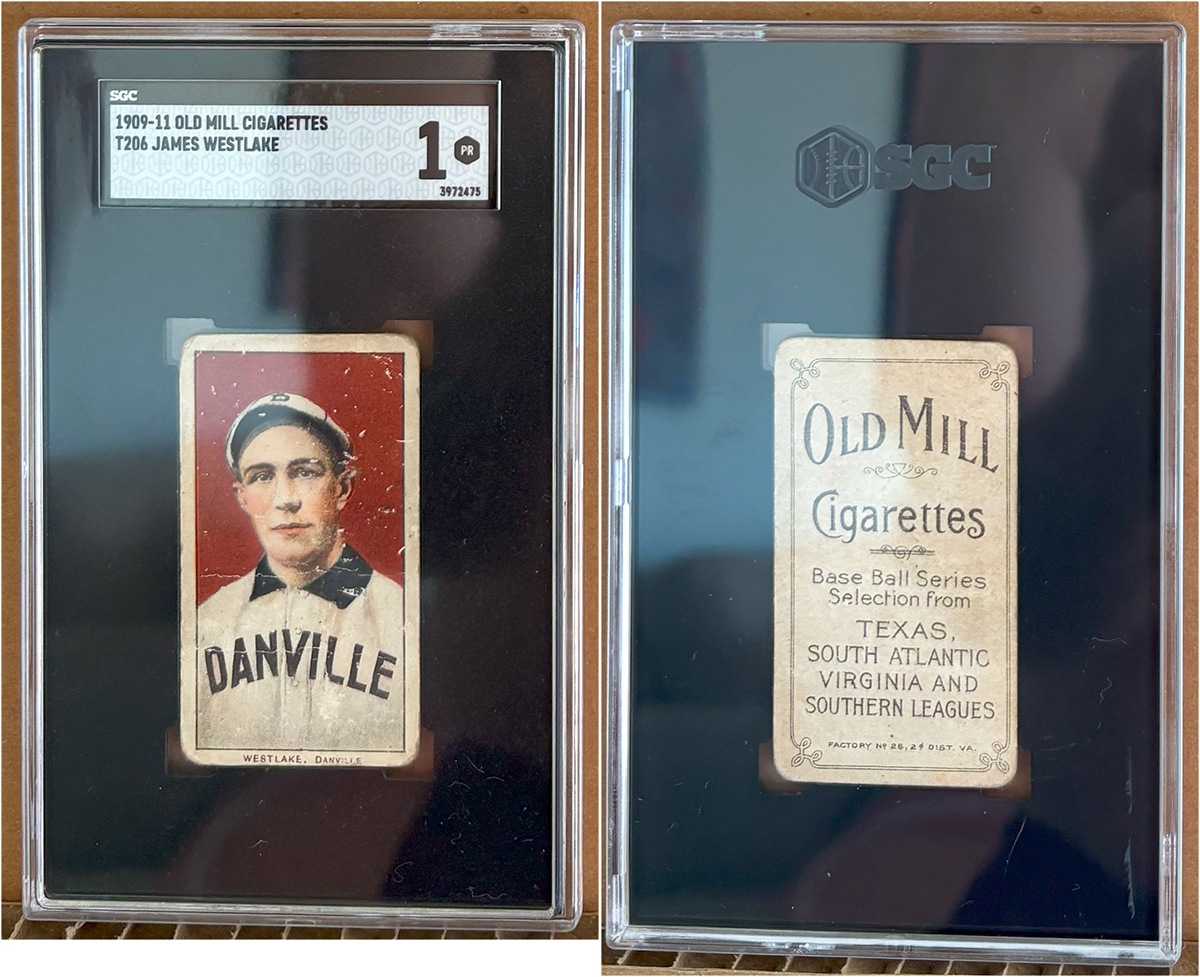 SGC
1909-11 OLD MILL CIGARETTES
T206 JAMES WESTLAKE
1 PR
3972475
B
DANVILLE
WESTLAKE, DANVILLE
SGC
OLD MILL
Cigarettes
Base Ball Series
Selection from
TEXAS,
SOUTH ATLANTIC
VIRGINIA AND
SOUTHERN LEAGUES
FACTORY Nº 25, 2d DIST. VA.